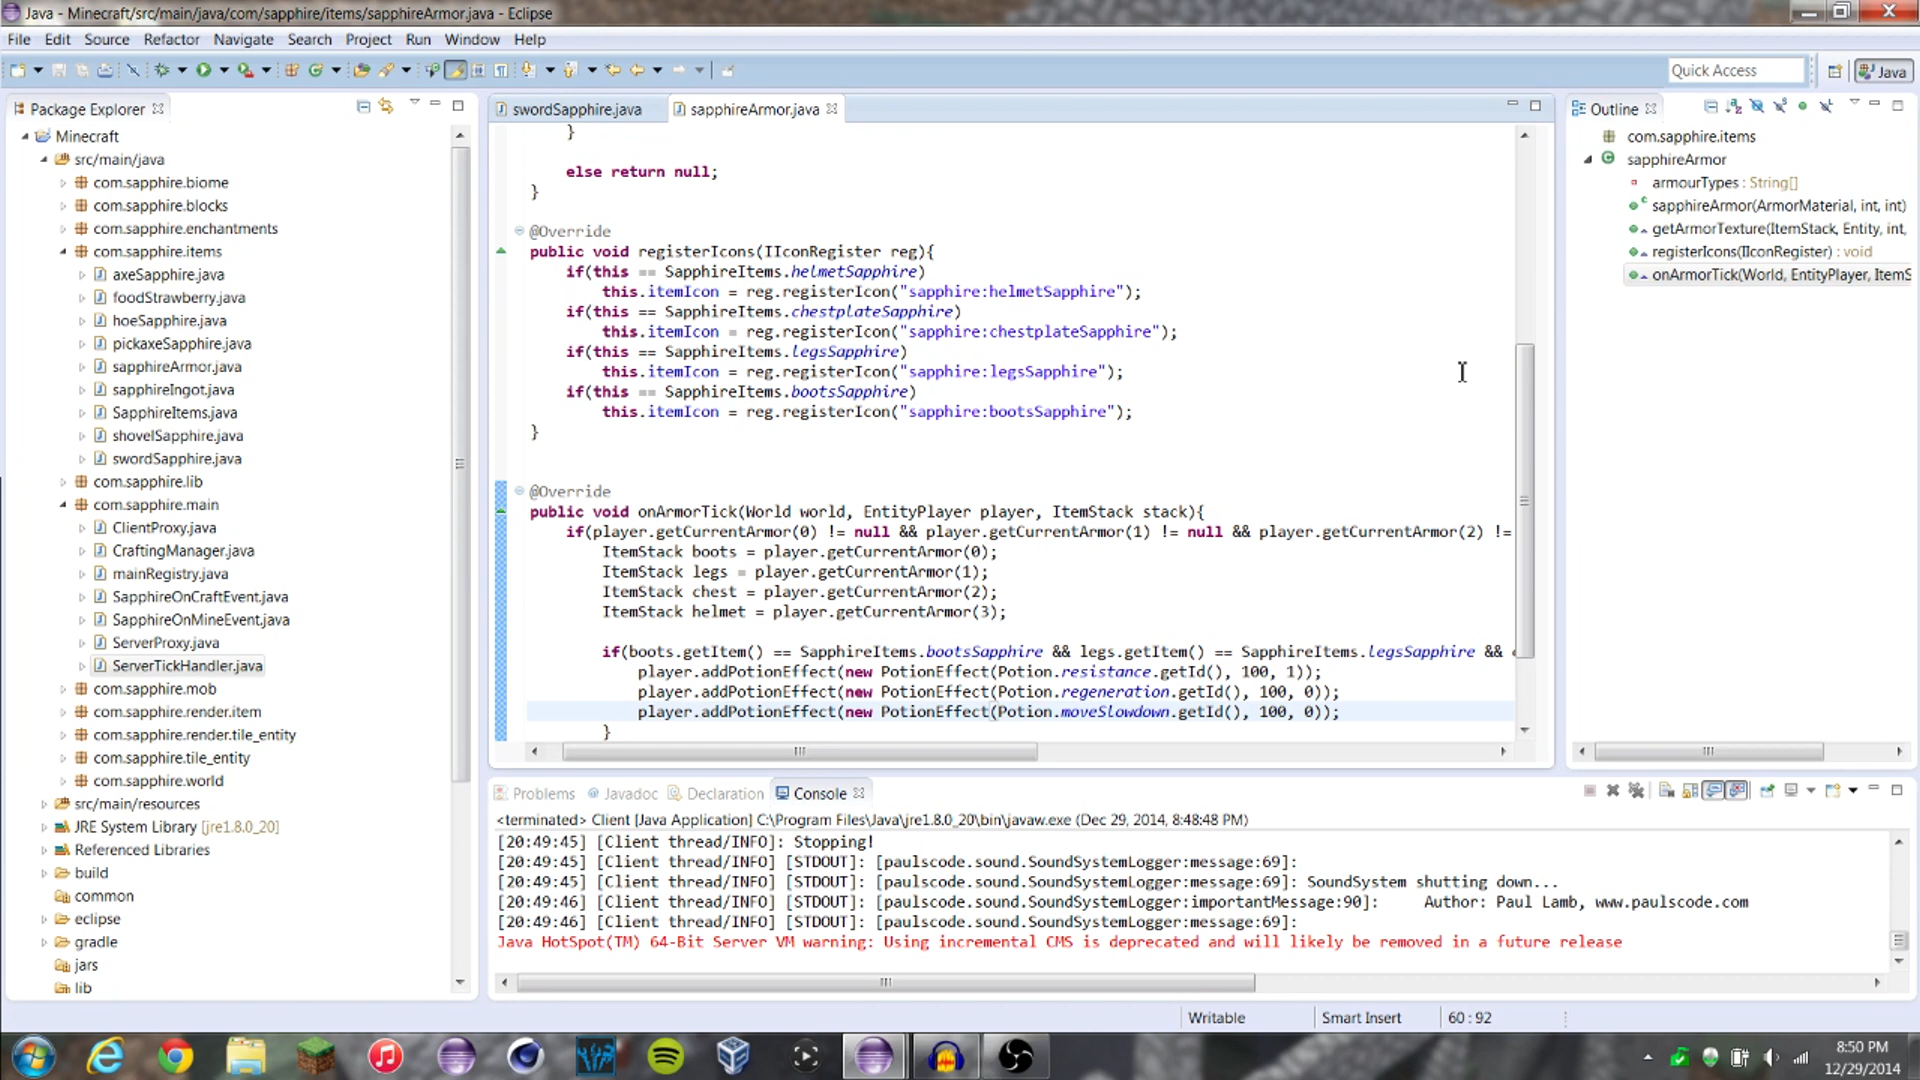 Java - Minecraft/src/main/java/com/sapphire/items/sapphireArmor.java - Eclipse
File Edit Source Refactor Navigate Search Project Run Window Help
Quick Access
Java
Package Explorer
Minecraft
src/main/java
com.sapphire.biome
com.sapphire.blocks
com.sapphire.enchantments
com.sapphire.items
axeSapphire.java
foodStrawberry.java
hoeSapphire.java
pickaxeSapphire.java
sapphireArmor.java
sapphireIngot.java
SapphireItems.java
shovelSapphire.java
swordSapphire.java
com.sapphire.lib
com.sapphire.main
ClientProxy.java
CraftingManager.java
mainRegistry.java
SapphireOnCraftEvent.java
SapphireOnMineEvent.java
ServerProxy.java
ServerTickHandler.java
com.sapphire.mob
com.sapphire.render.item
com.sapphire.render.tile_entity
com.sapphire.tile_entity
com.sapphire.world
src/main/resources
JRE System Library [jre1.8.0_20]
Referenced Libraries
build
common
eclipse
gradle
jars
lib
swordSapphire.java sapphireArmor.java
}
else return null;
}
@Override
public void registerIcons(IIconRegister reg){
if(this == SapphireItems.helmetSapphire)
this.itemIcon = reg.registerIcon("sapphire:helmetSapphire");
if(this == SapphireItems.chestplateSapphire)
this.itemIcon = reg.registerIcon("sapphire:chestplateSapphire");
if(this == SapphireItems.legsSapphire)
this.itemIcon = reg.registerIcon("sapphire:legsSapphire");
if(this == SapphireItems.bootsSapphire)
this.itemIcon = reg.registerIcon("sapphire:bootsSapphire");
}
@Override
public void onArmorTick(World world, EntityPlayer player, ItemStack stack){
if(player.getCurrentArmor(0) != null && player.getCurrentArmor(1) != null && player.getCurrentArmor(2) !=
ItemStack boots = player.getCurrentArmor(0);
ItemStack legs = player.getCurrentArmor(1);
ItemStack chest = player.getCurrentArmor(2);
ItemStack helmet = player.getCurrentArmor(3);
if(boots.getItem() == SapphireItems.bootsSapphire && legs.getItem() == SapphireItems.legsSapphire &&
player.addPotionEffect(new PotionEffect(Potion.resistance.getId(), 100, 1));
player.addPotionEffect(new PotionEffect(Potion.regeneration.getId(), 100, 0));
player.addPotionEffect(new PotionEffect(Potion.moveSlowdown.getId(), 100, 0));
}
Outline
com.sapphire.items
sapphireArmor
armourTypes : String[]
sapphireArmor(ArmorMaterial, int, int)
getArmorTexture(ItemStack, Entity, int,
registerIcons(IIconRegister) : void
onArmorTick(World, EntityPlayer, ItemS
Problems Javadoc Declaration Console
<terminated> Client [Java Application] C:\Program Files\Java\jre1.8.0_20\bin\javaw.exe (Dec 29, 2014, 8:48:48 PM)
[20:49:45] [Client thread/INFO]: Stopping!
[20:49:45] [Client thread/INFO] [STDOUT]: [paulscode.sound.SoundSystemLogger:message:69]:
[20:49:45] [Client thread/INFO] [STDOUT]: [paulscode.sound.SoundSystemLogger:message:69]: SoundSystem shutting down...
[20:49:46] [Client thread/INFO] [STDOUT]: [paulscode.sound.SoundSystemLogger:importantMessage:90]: Author: Paul Lamb, www.paulscode.com
[20:49:46] [Client thread/INFO] [STDOUT]: [paulscode.sound.SoundSystemLogger:message:69]:
Java HotSpot(TM) 64-Bit Server VM warning: Using incremental CMS is deprecated and will likely be removed in a future release
Writable Smart Insert 60 : 92
8:50 PM
12/29/2014